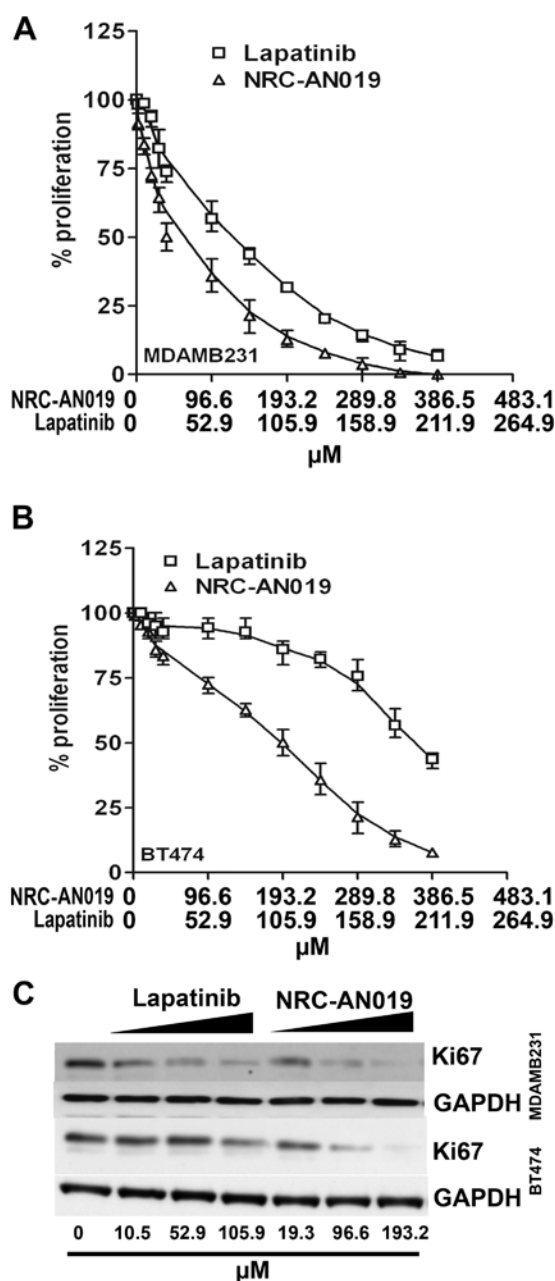 A
125
Lapatinib
NRC-AN019
100
75
50
25
0
% proliferation
MDAMB231
NRC-AN019 0 96.6 193.2 289.8 386.5 483.1
Lapatinib 0 52.9 105.9 158.9 211.9 264.9
µM
B
125
Lapatinib
NRC-AN019
100
75
50
25
0
% proliferation
BT474
NRC-AN019 0 96.6 193.2 289.8 386.5 483.1
Lapatinib 0 52.9 105.9 158.9 211.9 264.9
µM
C
Lapatinib NRC-AN019
Ki67
GAPDH
MDAMB231
Ki67
GAPDH
BT474
0 10.5 52.9 105.9 19.3 96.6 193.2
µM